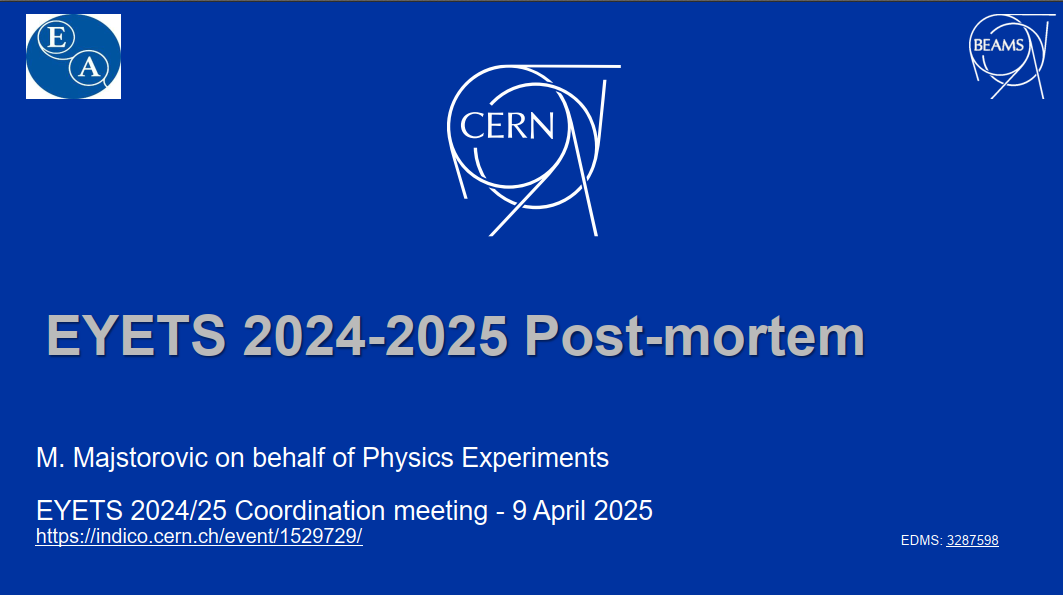 E
A
BEAMS
CERN
EYETS 2024-2025 Post-mortem
M. Majstorovic on behalf of Physics Experiments
EYETS 2024/25 Coordination meeting - 9 April 2025
https://indico.cern.ch/event/1529729/
EDMS: 3287598